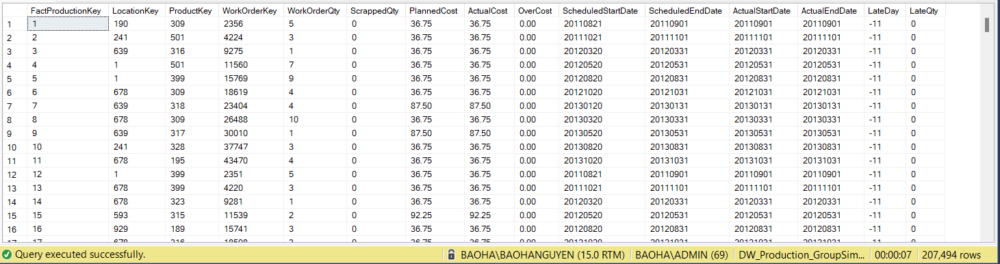 FactProductionKey LocationKey ProductKey WorkOrderKey WorkOrderQty ScrappedQty PlannedCost ActualCost OverCost ScheduledStartDate ScheduledEndDate ActualStartDate ActualEndDate LateDay LateQty
1 1 190 309 2356 5 0 36.75 36.75 0.00 20110821 20110901 20110901 20110901 -11 0
2 2 241 501 4224 3 0 36.75 36.75 0.00 20111021 20111101 20111101 20111101 -11 0
3 3 639 316 9275 1 0 36.75 36.75 0.00 20120320 20120331 20120331 20120331 -11 0
4 4 1 501 11560 7 0 36.75 36.75 0.00 20120520 20120531 20120531 20120531 -11 0
5 5 1 399 15769 9 0 36.75 36.75 0.00 20120820 20120831 20120831 20120831 -11 0
6 6 678 309 18619 4 0 36.75 36.75 0.00 20121020 20121031 20121031 20121031 -11 0
7 7 639 318 23404 4 0 87.50 87.50 0.00 20130120 20130131 20130131 20130131 -11 0
8 8 678 309 26488 10 0 36.75 36.75 0.00 20130320 20130331 20130331 20130331 -11 0
9 9 639 317 30010 1 0 87.50 87.50 0.00 20130520 20130531 20130531 20130531 -11 0
10 10 241 328 37747 3 0 36.75 36.75 0.00 20130820 20130831 20130831 20130831 -11 0
11 11 678 195 43470 4 0 36.75 36.75 0.00 20131020 20131031 20131031 20131031 -11 0
12 12 1 399 2351 5 0 36.75 36.75 0.00 20110821 20110901 20110901 20110901 -11 0
13 13 678 399 4220 3 0 36.75 36.75 0.00 20111021 20111101 20111101 20111101 -11 0
14 14 678 323 9281 1 0 36.75 36.75 0.00 20120320 20120331 20120331 20120331 -11 0
15 15 593 315 11539 2 0 92.25 92.25 0.00 20120520 20120531 20120531 20120531 -11 0
16 16 929 189 15741 3 0 36.75 36.75 0.00 20120820 20120831 20120831 20120831 -11 0
Query executed successfully. BAOHA\BAOHANGUYEN (15.0 RTM) BAOHA\ADMIN (69) DW_Production_GroupSim... 00:00:07 207,494 rows